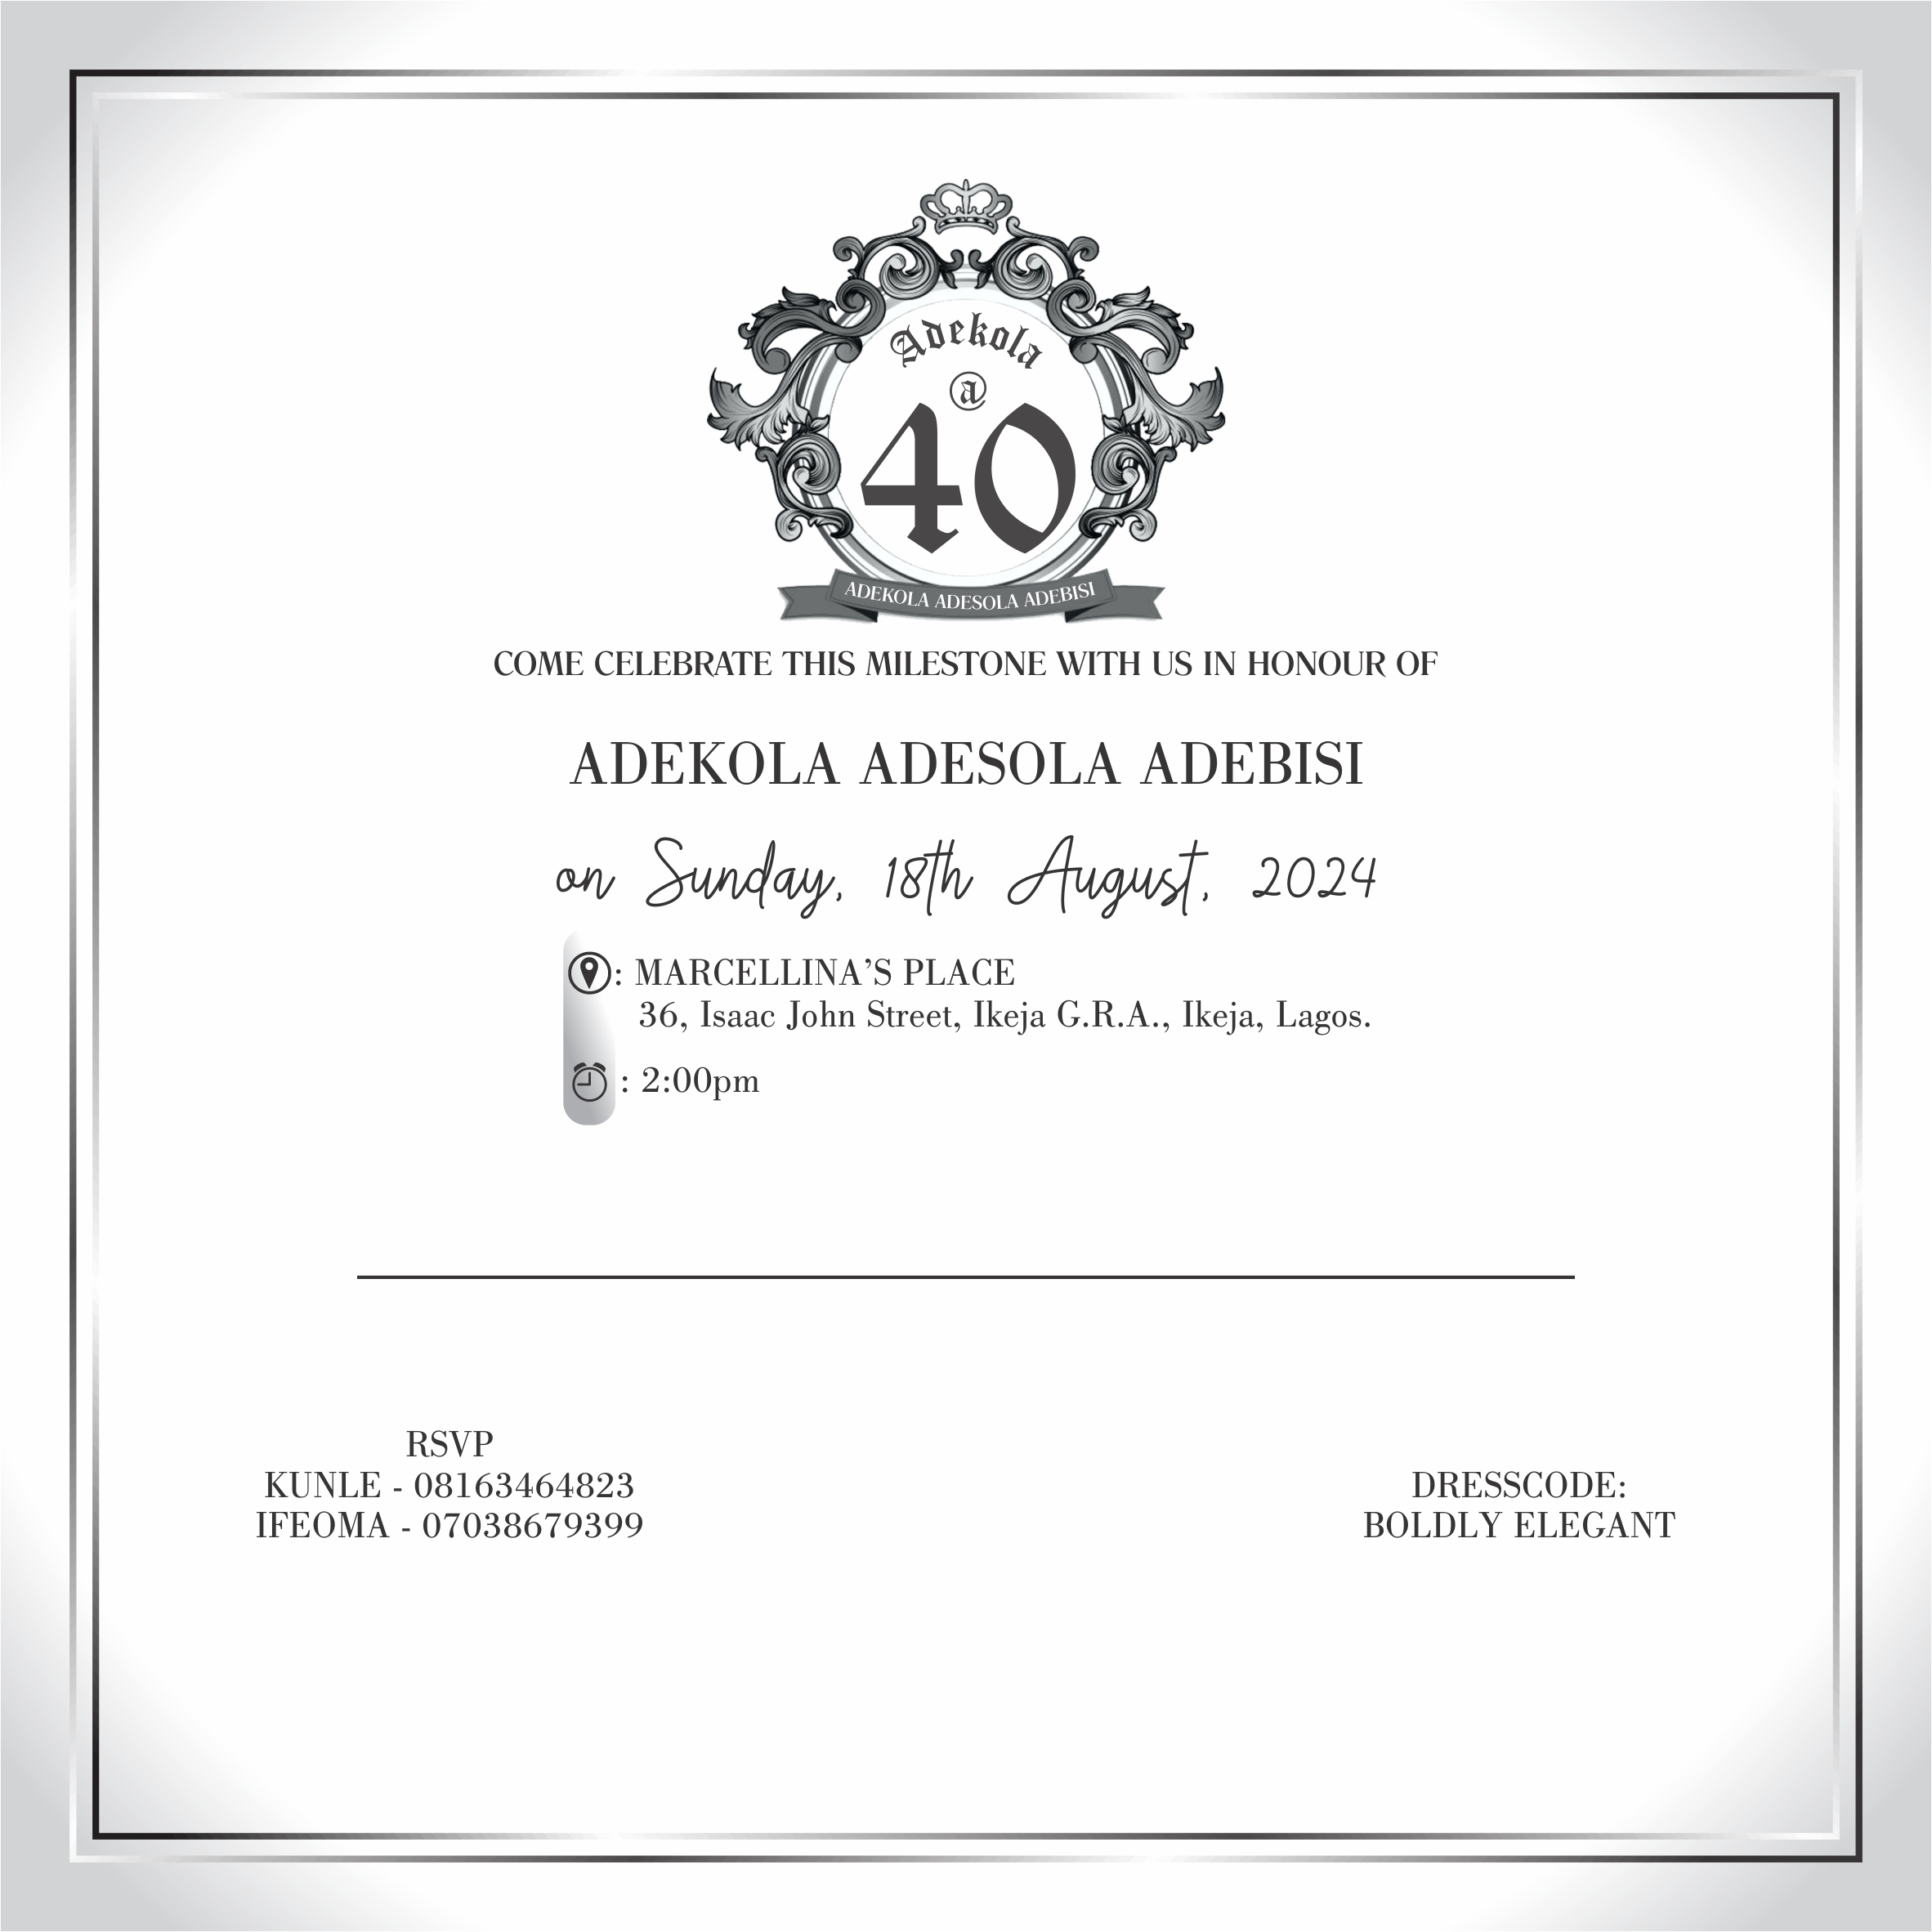 Adekola
@
40
ADEKOLA ADESOLA ADEBISI
COME CELEBRATE THIS MILESTONE WITH US IN HONOUR OF
ADEKOLA ADESOLA ADEBISI
on Sunday, 18th August, 2024
: MARCELLINA’S PLACE
36, Isaac John Street, Ikeja G.R.A., Ikeja, Lagos.
: 2:00pm
RSVP
KUNLE - 08163464823
IFEOMA - 07038679399
DRESSCODE:
BOLDLY ELEGANT